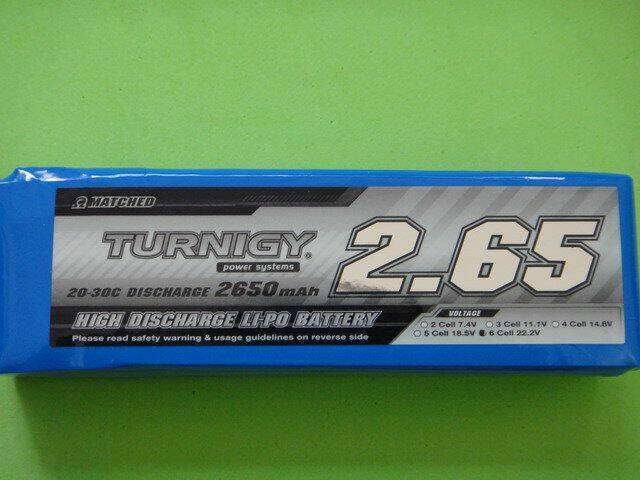 Ω MATCHED
TURNIGY®
power systems
2.65
20-30C DISCHARGE 2650mAh
HIGH DISCHARGE LI-PO BATTERY
Please read safety warning & usage guidelines on reverse side
VOLTAGE
2 Cell 7.4V 3 Cell 11.1V 4 Cell 14.8V
5 Cell 18.5V 6 Cell 22.2V